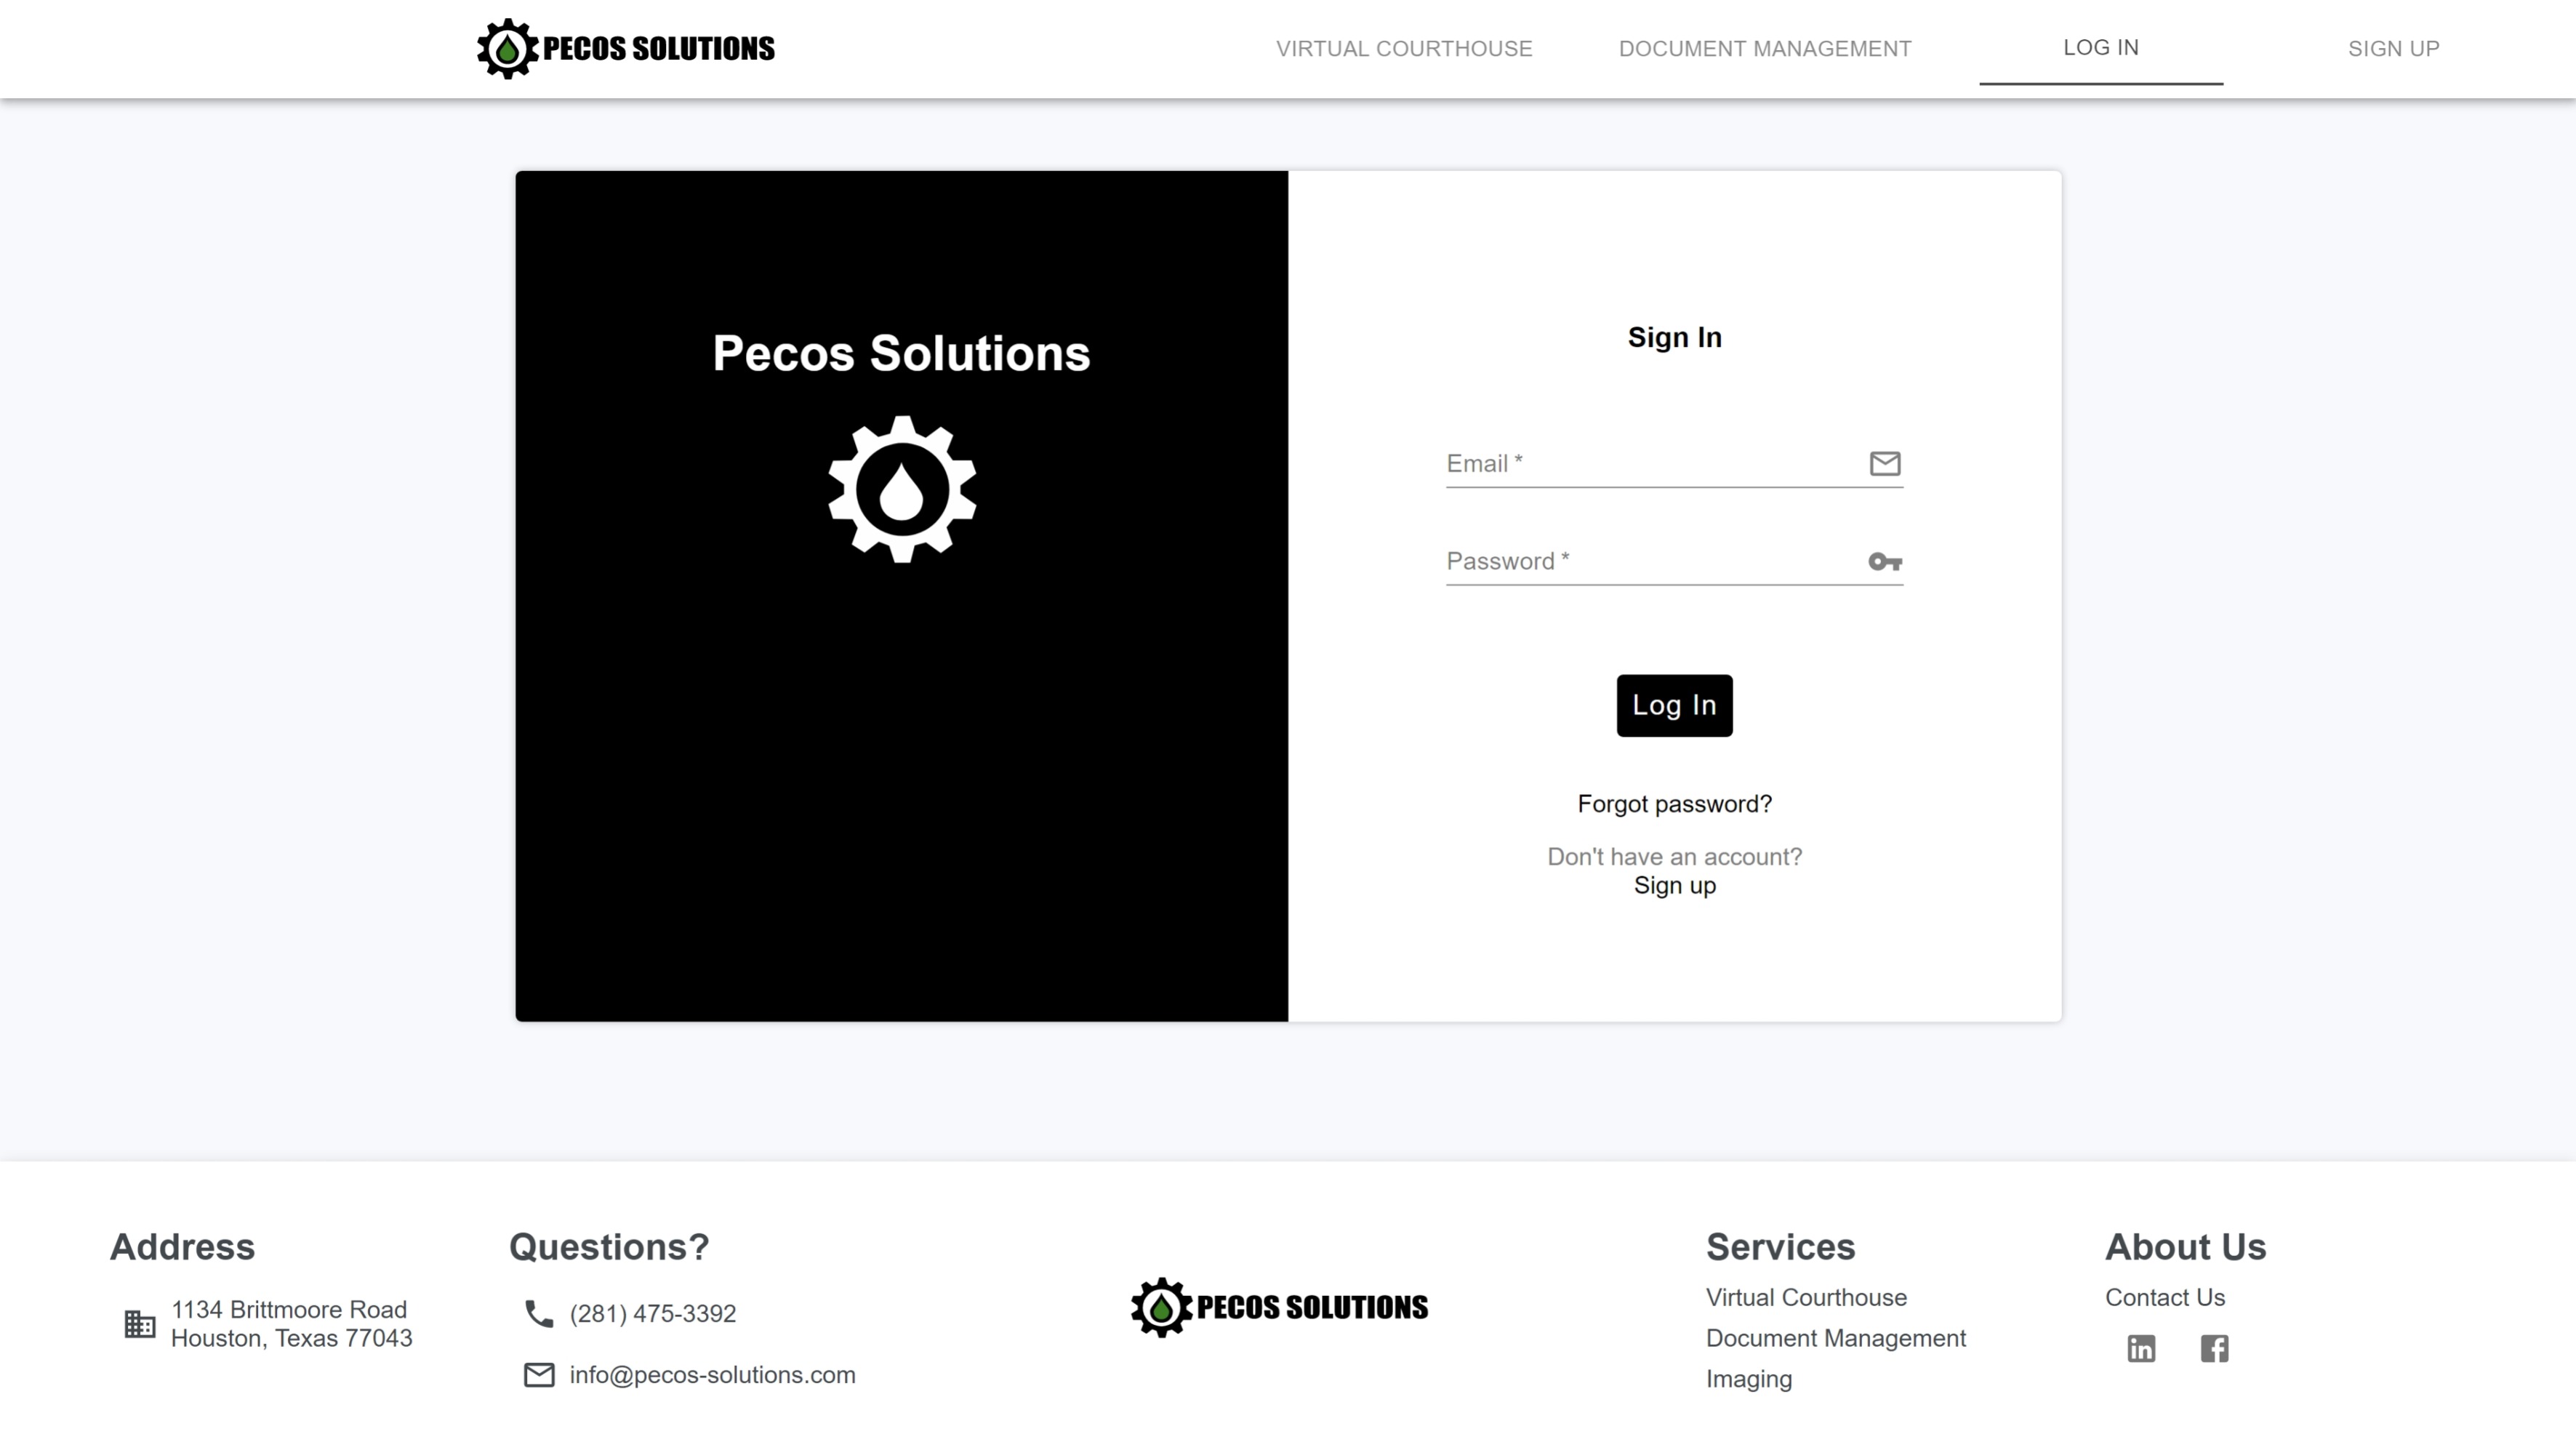 PECOS SOLUTIONS
VIRTUAL COURTHOUSE
DOCUMENT MANAGEMENT
LOG IN
SIGN UP
Pecos Solutions
Sign In
Email *
Password *
Log In
Forgot password?
Don't have an account?
Sign up
Address
1134 Brittmoore Road
Houston, Texas 77043
Questions?
(281) 475-3392
info@pecos-solutions.com
PECOS SOLUTIONS
Services
Virtual Courthouse
Document Management
Imaging
About Us
Contact Us